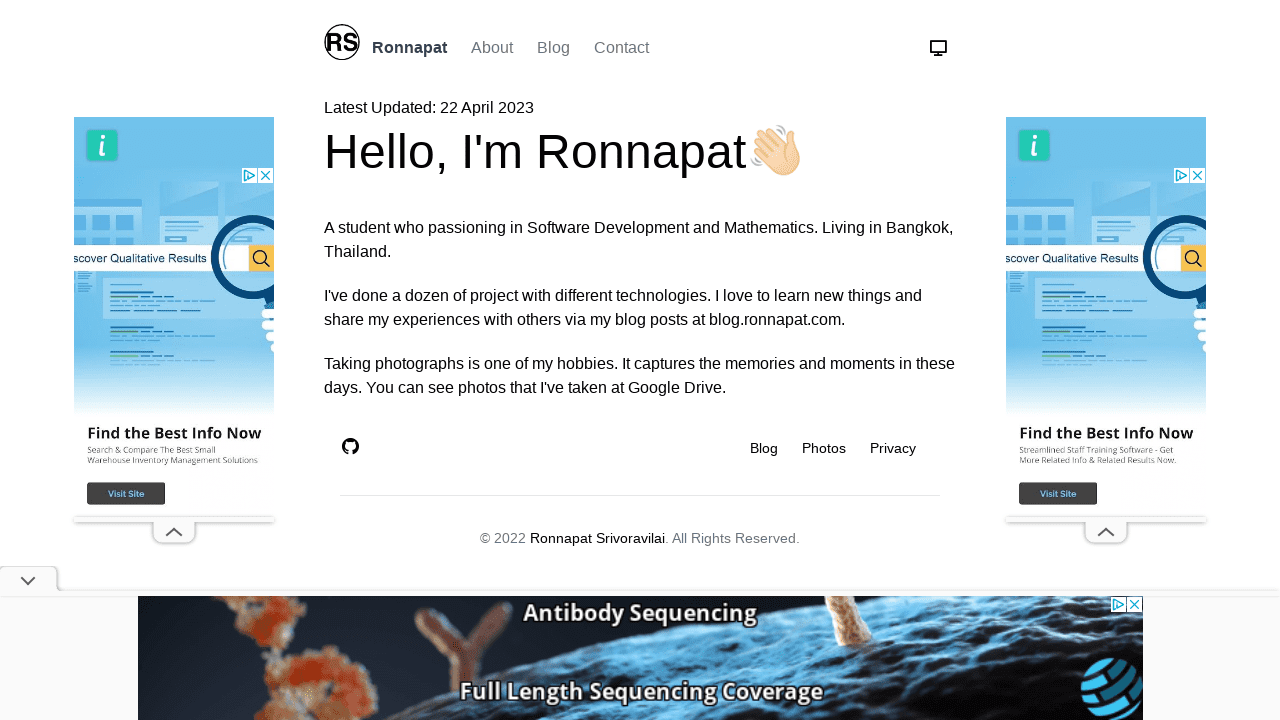 RS
Ronnapat About Blog Contact
Latest Updated: 22 April 2023
Hello, I'm Ronnapat
A student who passioning in Software Development and Mathematics. Living in Bangkok,
Thailand.
I've done a dozen of project with different technologies. I love to learn new things and
share my experiences with others via my blog posts at blog.ronnapat.com.
Taking photographs is one of my hobbies. It captures the memories and moments in these
days. You can see photos that I've taken at Google Drive.
Blog Photos Privacy
© 2022 Ronnapat Srivoravilai. All Rights Reserved.
i
scover Qualitative Results
Find the Best Info Now
Search & Compare The Best Small
Warehouse Inventory Management Solutions
Visit Site
i
scover Qualitative Results
Find the Best Info Now
Streamlined Staff Training Software - Get
More Related Info & Related Results Now.
Visit Site
Antibody Sequencing
Full Length Sequencing Coverage